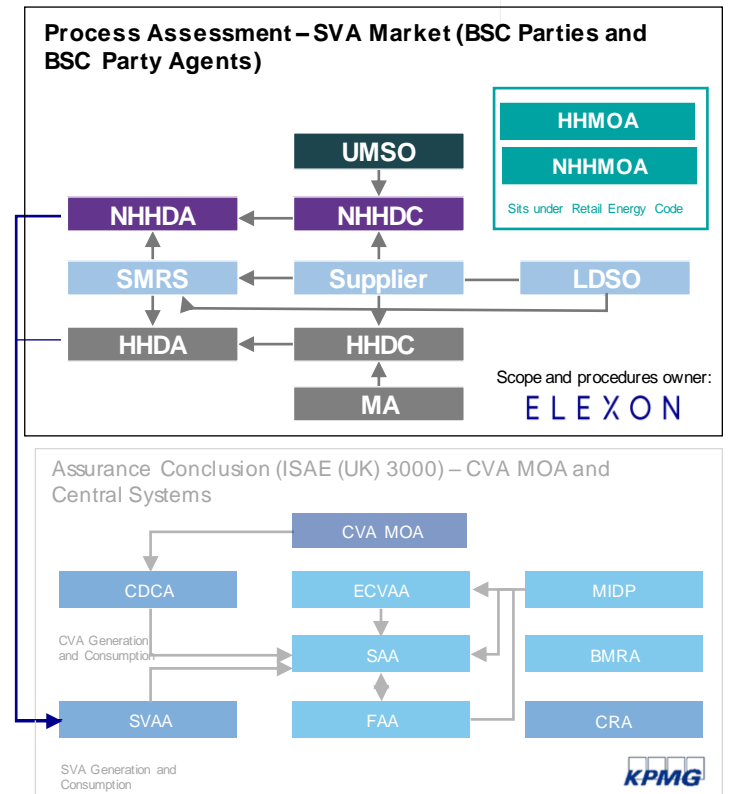 Process Assessment – SVA Market (BSC Parties and
BSC Party Agents)
HHMOA
UMSO
NHHMOA
Sits under Retail Energy Code
NHHDA
NHHDC
SMRS
Supplier
LDSO
HHDA
HHDC
Scope and procedures owner:
MA
ELEXON
Assurance Conclusion (ISAE (UK) 3000) – CVA MOA and
Central Systems
CVA MOA
CDCA
ECVAA
MIDP
CVA Generation
and Consumption
SAA
BMRA
SVAA
FAA
CRA
SVA Generation and
Consumption
KPMG